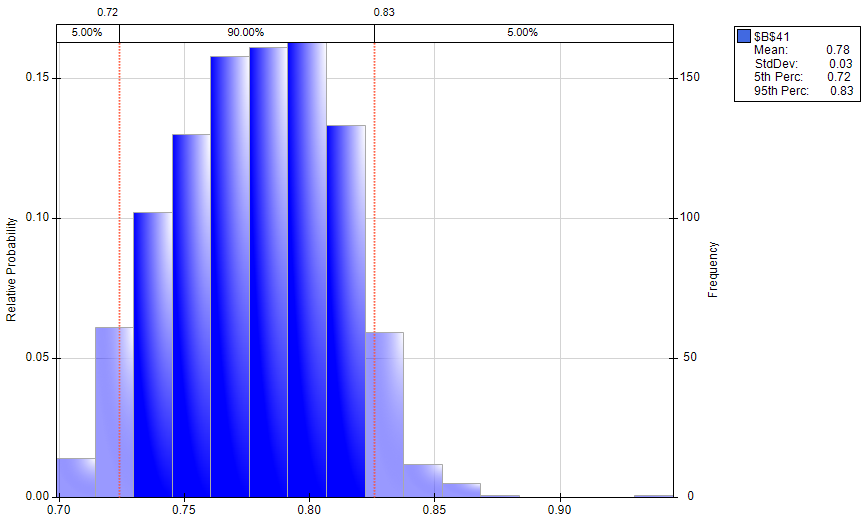 0.72 0.83
5.00% 90.00% 5.00%
$B$41
Mean: 0.78
StdDev: 0.03
5th Perc: 0.72
95th Perc: 0.83
0.15 150
0.10 100
Relative Probability
Frequency
0.05 50
0.00 0
0.70 0.75 0.80 0.85 0.90